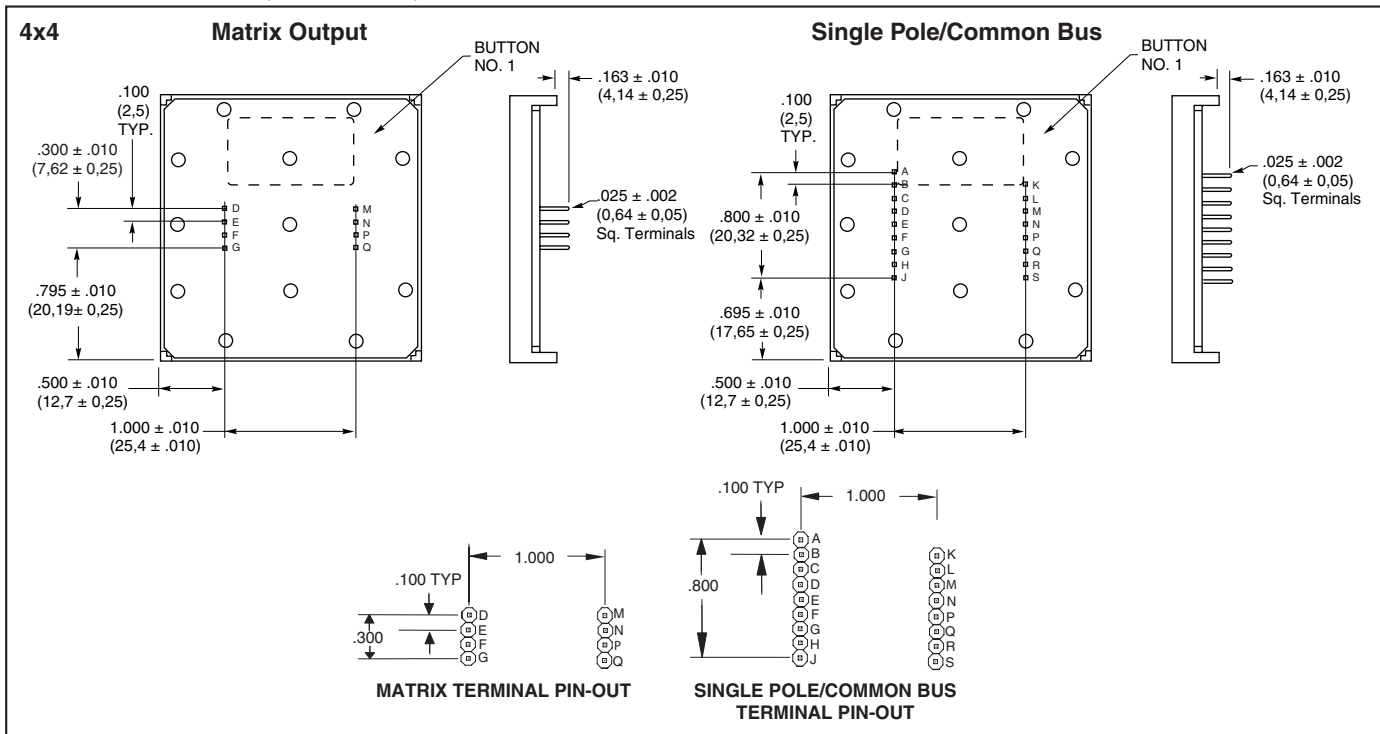 4x4
Matrix Output
BUTTON
NO. 1
.100
(2,5)
TYP.
.300 ± .010
(7,62 ± 0,25)
.795 ± .010
(20,19± 0,25)
.500 ± .010
(12,7 ± 0,25)
1.000 ± .010
(25,4 ± .010)
D
E
F
G
M
N
P
Q
.163 ± .010
(4,14 ± 0,25)
.025 ± .002
(0,64 ± 0,05)
Sq. Terminals
Single Pole/Common Bus
BUTTON
NO. 1
.100
(2,5)
TYP.
.800 ± .010
(20,32 ± 0,25)
.695 ± .010
(17,65 ± 0,25)
.500 ± .010
(12,7 ± 0,25)
1.000 ± .010
(25,4 ± .010)
A
B
C
D
E
F
G
H
J
K
L
M
N
P
Q
R
S
.163 ± .010
(4,14 ± 0,25)
.025 ± .002
(0,64 ± 0,05)
Sq. Terminals
1.000
.100 TYP
.300
D
E
F
G
M
N
P
Q
MATRIX TERMINAL PIN-OUT
.100 TYP
1.000
.800
A
B
C
D
E
F
G
H
J
K
L
M
N
P
Q
R
S
SINGLE POLE/COMMON BUS
TERMINAL PIN-OUT